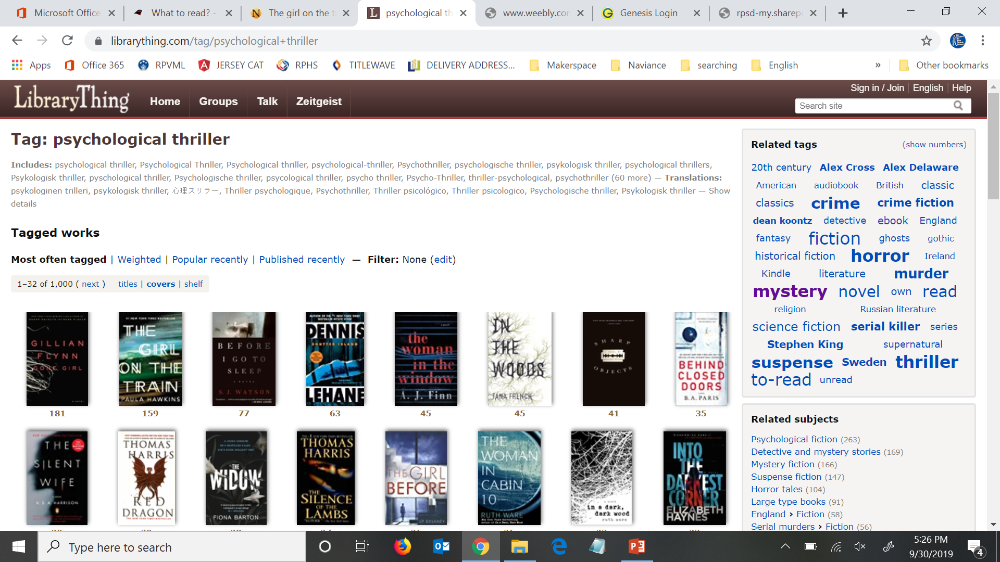 Microsoft Office
What to read? -
The girl on the t
psychological th
www.weebly.co
Genesis Login
rpsd-my.sharep
librarything.com/tag/psychological+thriller
Apps
Office 365
RPVML
JERSEY CAT
RPHS
TITLEWAVE
DELIVERY ADDRESS...
Makerspace
Naviance
searching
English
»
Other bookmarks
LibraryThing
Home
Groups
Talk
Zeitgeist
Sign in / Join
English
Help
Search site
Tag: psychological thriller
Includes: psychological thriller, Psychological Thriller, Psychological thriller, psychological-thriller, Psychothriller, psychologische thriller, psykologisk thriller, psychological thrillers,
Psykologisk thriller, pyschological thriller, Psychologische thriller, psycological thriller, psycho thriller, Psycho-Thriller, thriller-psychological, psychothriller (60 more) — Translations:
psykologinen trilleri, psykologisk thriller, 心理スリラー, Thriller psychologique, Psychothriller, Thriller psicológico, Thriller psicologico, Psychologische thriller, Psykologisk thriller — Show
details
Tagged works
Most often tagged | Weighted | Popular recently | Published recently — Filter: None (edit)
1–32 of 1,000 ( next ) titles | covers | shelf
GILLIAN
FLYNN
GONE GIRL
THE
GIRL
ON THE
TRAIN
PAULA HAWKINS
BEFORE
I GO TO
SLEEP
A NOVEL
S. J. WATSON
DENNIS
SHUTTER ISLAND
LEHANE
the
woman
in the
window
A. J. Finn
IN
THE
WOODS
TANA FRENCH
SHARP
OBJECTS
BEHIND
CLOSED
DOORS
B.A. PARIS
181
159
77
63
45
45
41
35
THE
SILENT
WIFE
A. S. A. HARRISON
THOMAS
HARRIS
RED
DRAGON
THE
WIDOW
FIONA BARTON
THOMAS
HARRIS
THE
SILENCE
OF THE
LAMBS
THE GIRL
BEFORE
JP DELANEY
THE
WOMAN
IN
CABIN
10
RUTH WARE
in a dark,
dark wood
ruth ware
INTO
THE
DARKEST
CORNER
ELIZABETH
HAYNES
Related tags
(show numbers)
20th century Alex Cross Alex Delaware
American audiobook British classic
classics crime crime fiction
dean koontz detective ebook England
fantasy fiction ghosts gothic
historical fiction horror Ireland
Kindle literature murder
mystery novel own read
religion Russian literature
science fiction serial killer series
Stephen King supernatural
suspense Sweden thriller
to-read unread
Related subjects
Psychological fiction (263)
Detective and mystery stories (169)
Mystery fiction (166)
Suspense fiction (147)
Horror tales (104)
Large type books (91)
England › Fiction (58)
Serial murders › Fiction (56)
Type here to search
5:26 PM
9/30/2019
4